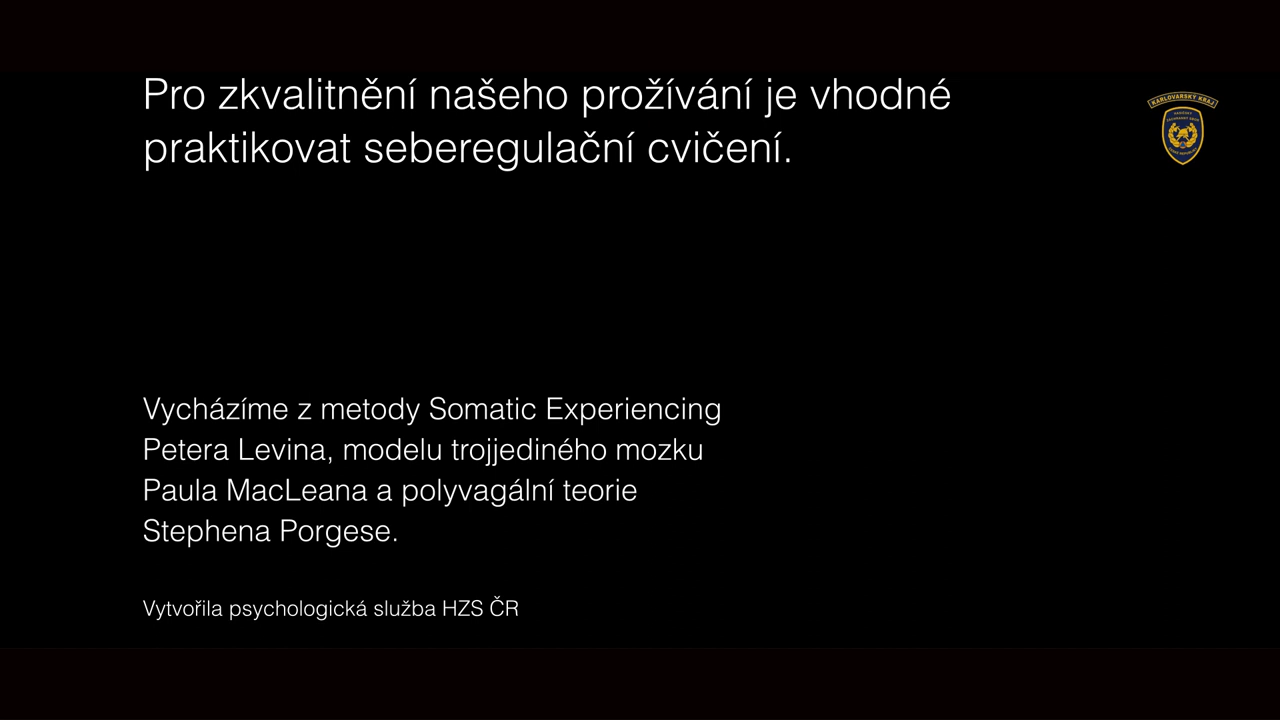 Pro zkvalitnění našeho prožívání je vhodné
praktikovat seberegulační cvičení.
KARLOVARSKÝ KRAJ
Vycházíme z metody Somatic Experiencing
Petera Levina, modelu trojjediného mozku
Paula MacLeana a polyvagální teorie
Stephena Porgese.
Vytvořila psychologická služba HZS ČR